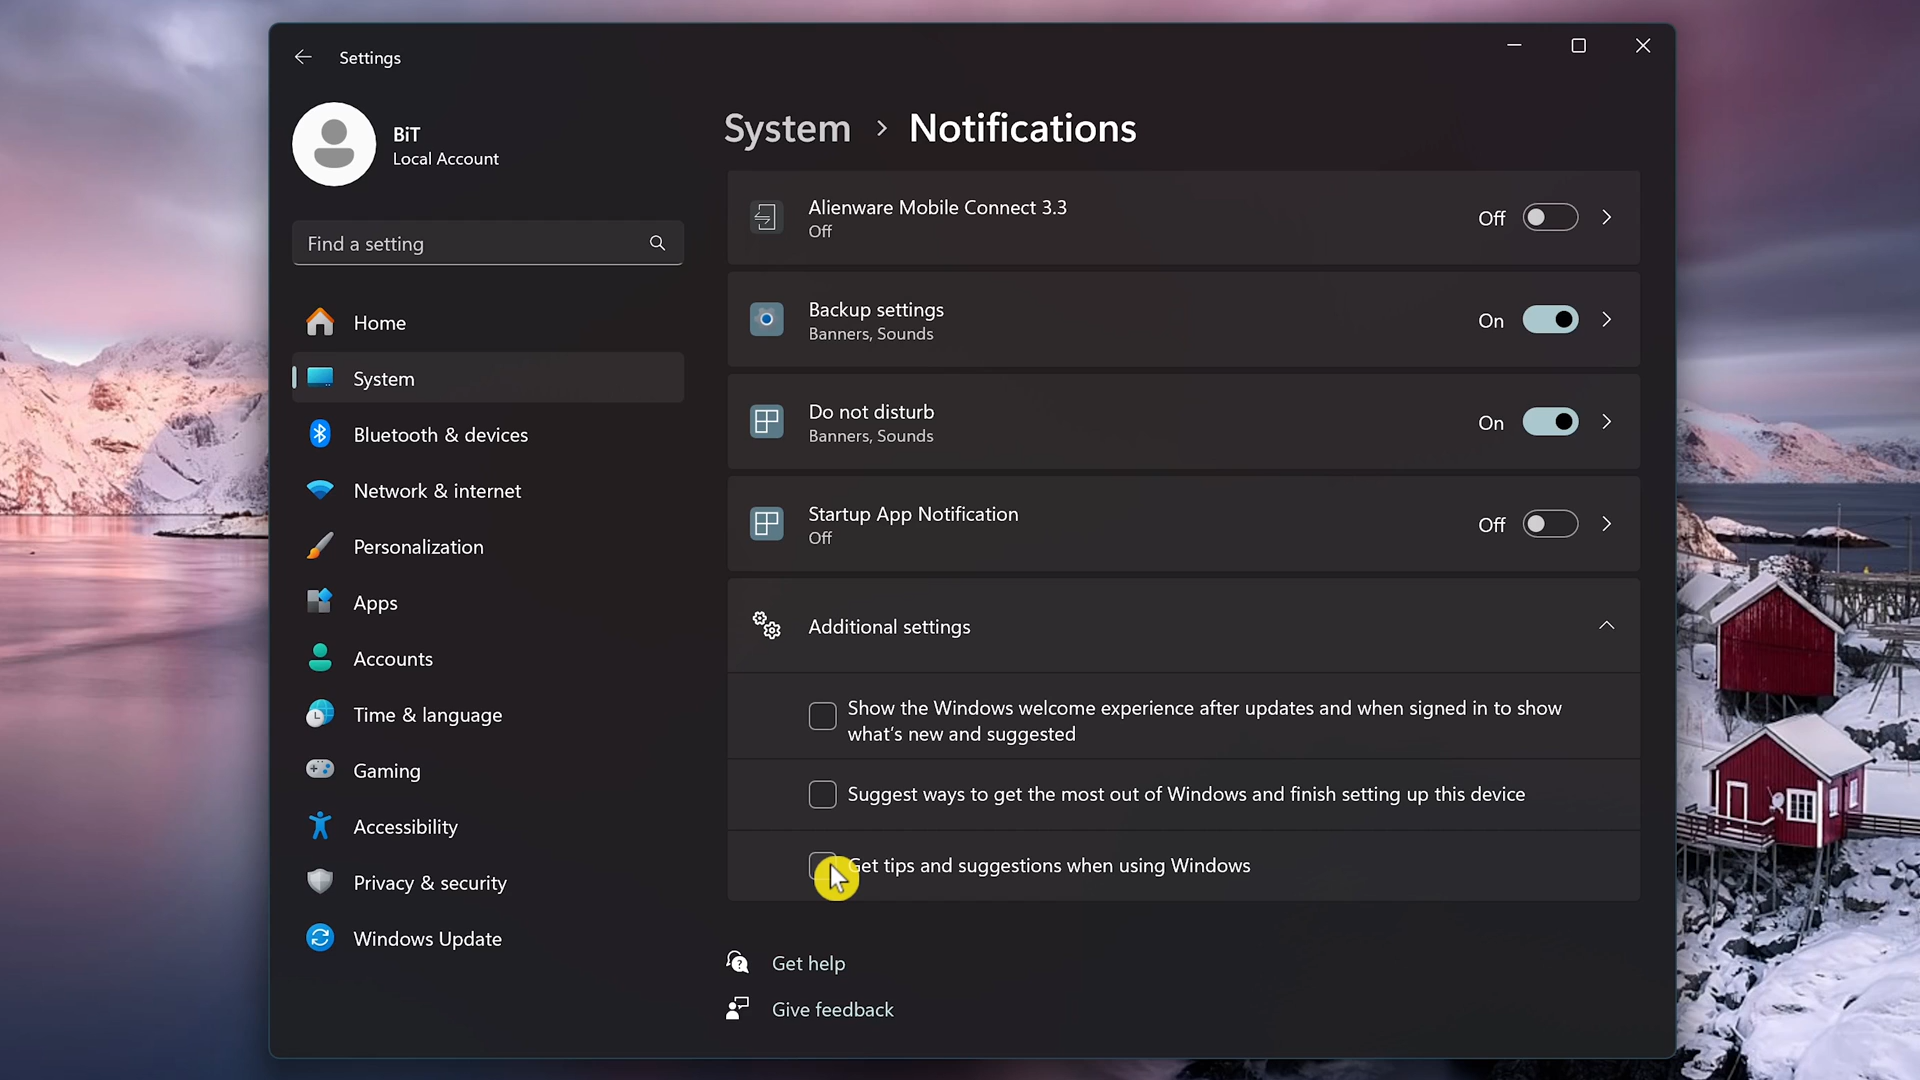 Settings
BiT
Local Account
Find a setting
Home
System
Bluetooth & devices
Network & internet
Personalization
Apps
Accounts
Time & language
Gaming
Accessibility
Privacy & security
Windows Update
System > Notifications
Alienware Mobile Connect 3.3
Off
Off
Backup settings
Banners, Sounds
On
Do not disturb
Banners, Sounds
On
Startup App Notification
Off
Off
Additional settings
Show the Windows welcome experience after updates and when signed in to show
what's new and suggested
Suggest ways to get the most out of Windows and finish setting up this device
Get tips and suggestions when using Windows
Get help
Give feedback